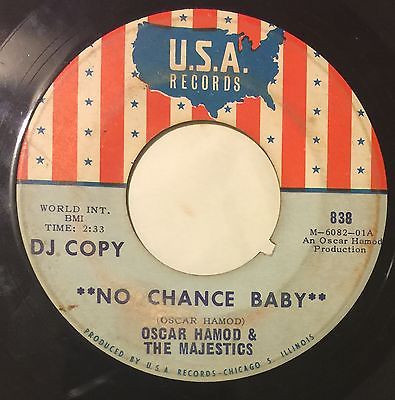 U.S.A.
RECORDS
WORLD INT.
BMI
TIME: 2:33
DJ COPY
838
M-6082-01A
An Oscar Hamod
Production
**NO CHANCE BABY**
(OSCAR HAMOD)
OSCAR HAMOD &
THE MAJESTICS
PRODUCED BY U.S.A. RECORDS-CHICAGO 5, ILLINOIS